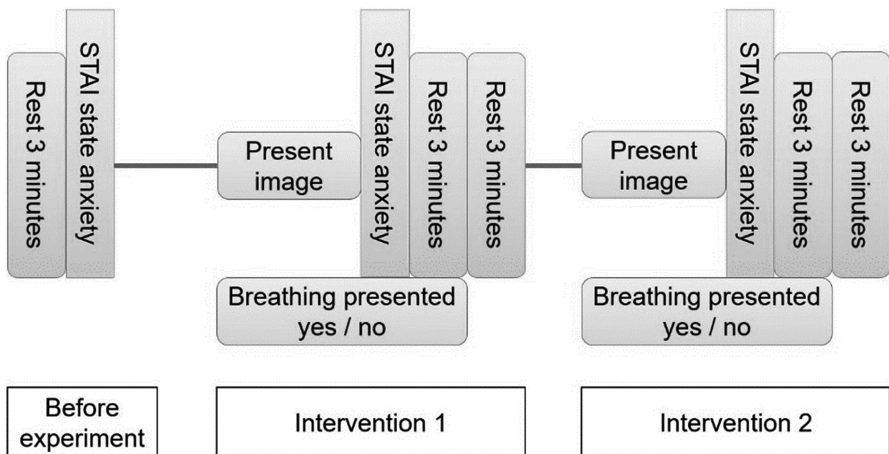 Rest 3 minutes
STAI state anxiety
Present
image
STAI state anxiety
Rest 3 minutes
Rest 3 minutes
Breathing presented
yes / no
Present
image
STAI state anxiety
Rest 3 minutes
Rest 3 minutes
Breathing presented
yes / no
Before
experiment
Intervention 1
Intervention 2